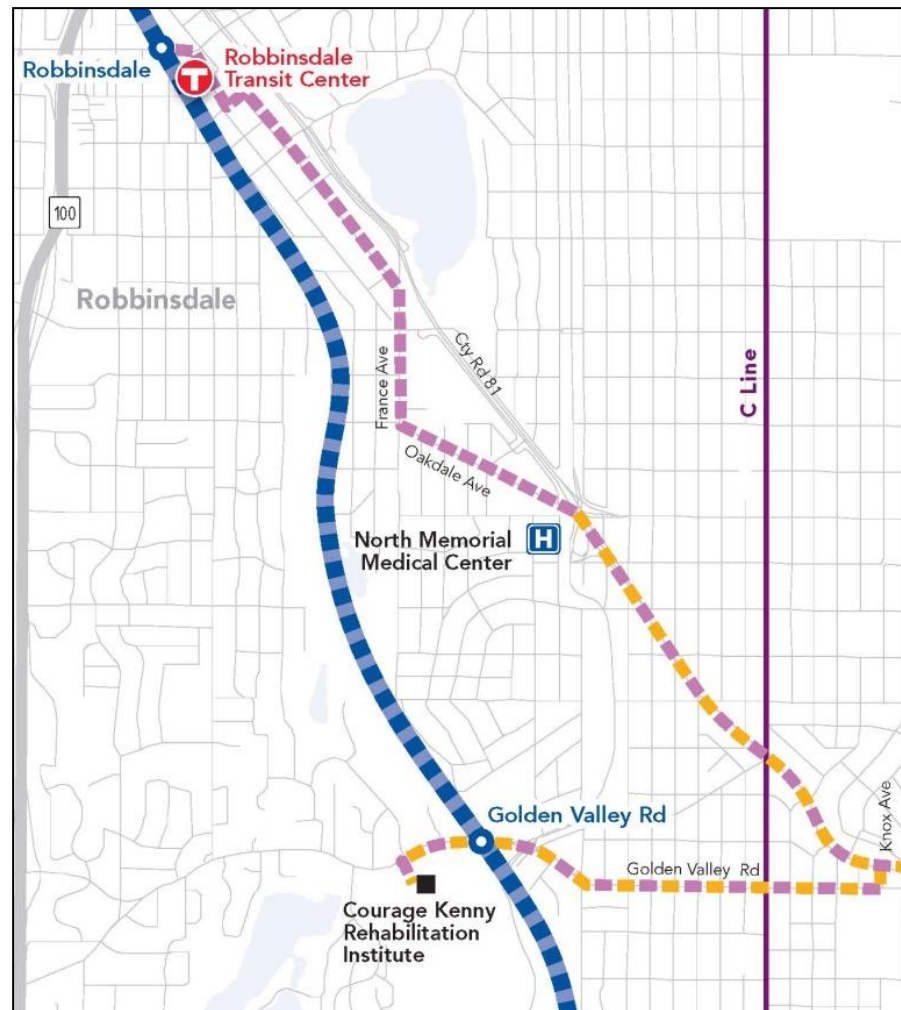 Robbinsdale
T
Robbinsdale
Transit Center
100
Robbinsdale
France Ave
Cty Rd 81
C Line
Oakdale Ave
North Memorial
Medical Center
H
Golden Valley Rd
Knox Ave
Golden Valley Rd
Courage Kenny
Rehabilitation
Institute